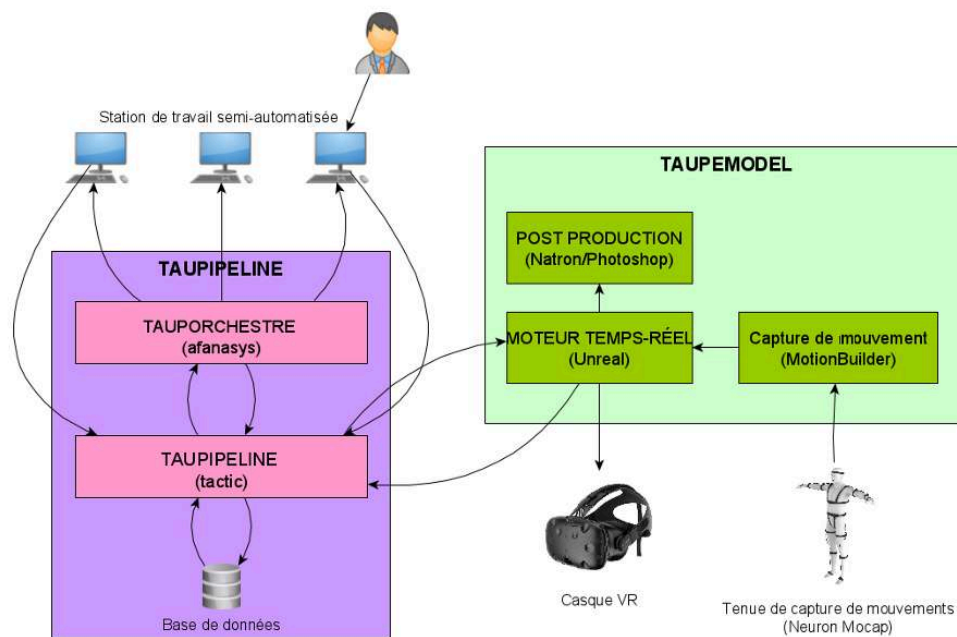 Station de travail semi-automatisée
TAUPIPELINE
TAUPORCHESTRE
(afanasys)
TAUPIPELINE
(tactic)
Base de données
TAUPEMODEL
POST PRODUCTION
(Natron/Photoshop)
MOTEUR TEMPS-RÉEL
(Unreal)
Capture de mouvement
(MotionBuilder)
Casque VR
Tenue de capture de mouvements
(Neuron Mocap)